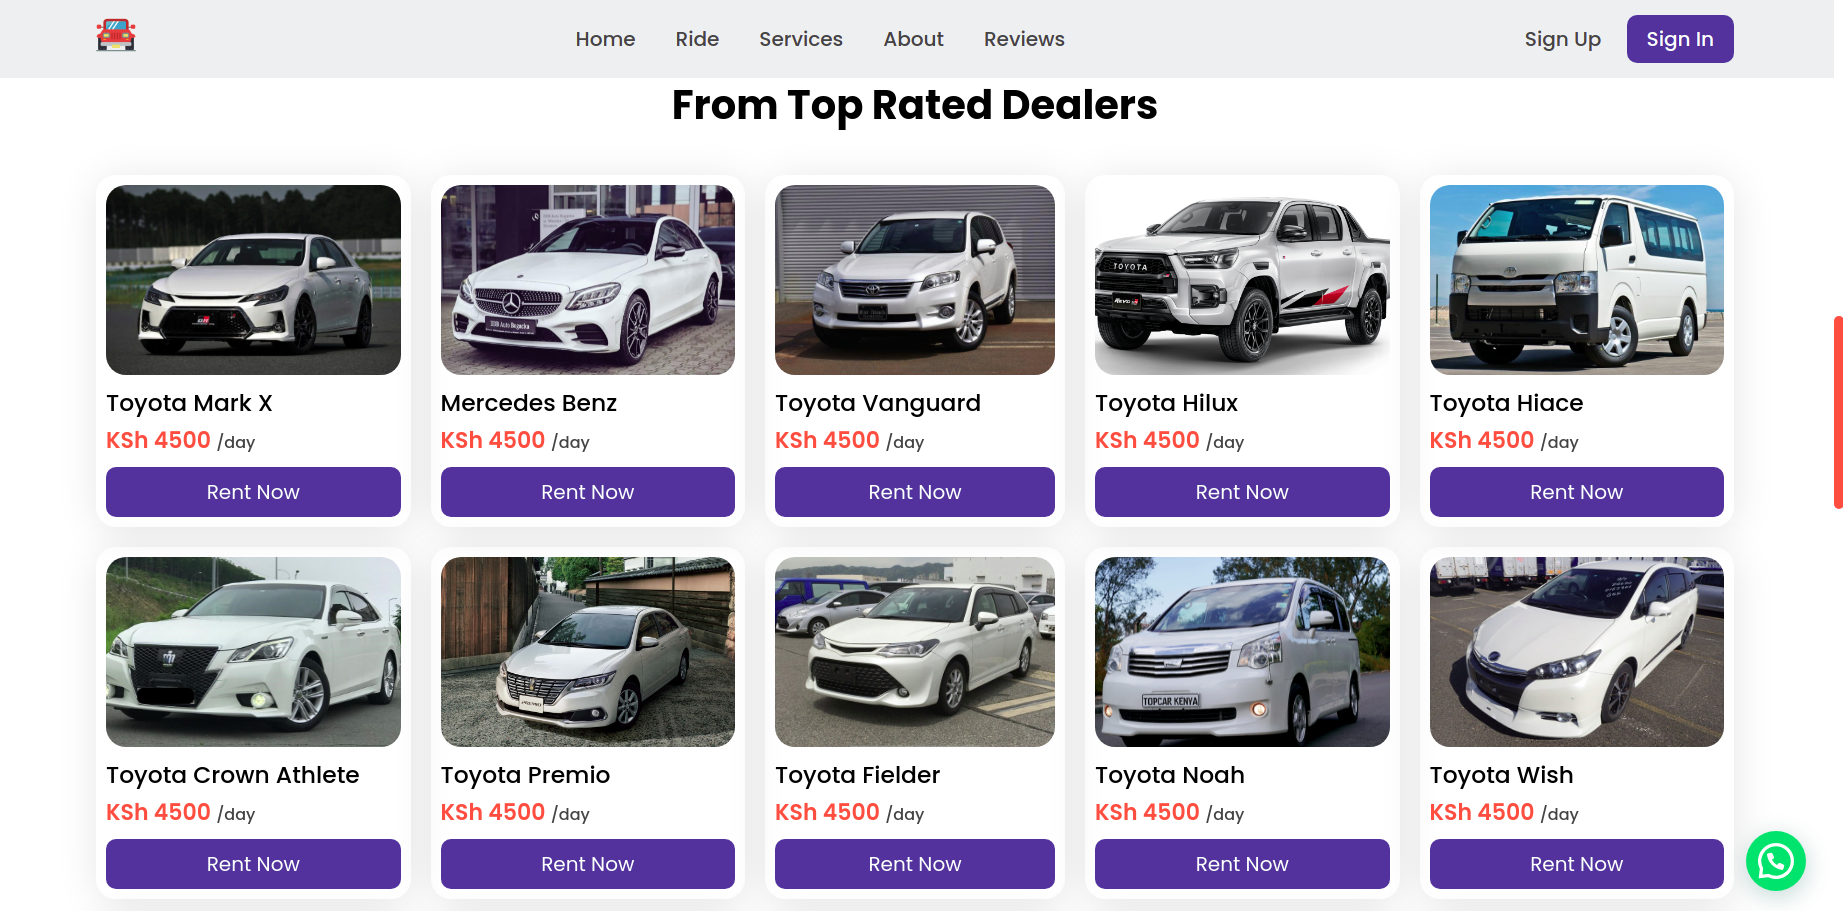 Home Ride Services About Reviews Sign Up Sign In
From Top Rated Dealers
TOYOTA
TOPCAR KENYA
Toyota Mark X
KSh 4500 /day
Rent Now
Mercedes Benz
KSh 4500 /day
Rent Now
Toyota Vanguard
KSh 4500 /day
Rent Now
Toyota Hilux
KSh 4500 /day
Rent Now
Toyota Hiace
KSh 4500 /day
Rent Now
Toyota Crown Athlete
KSh 4500 /day
Rent Now
Toyota Premio
KSh 4500 /day
Rent Now
Toyota Fielder
KSh 4500 /day
Rent Now
Toyota Noah
KSh 4500 /day
Rent Now
Toyota Wish
KSh 4500 /day
Rent Now